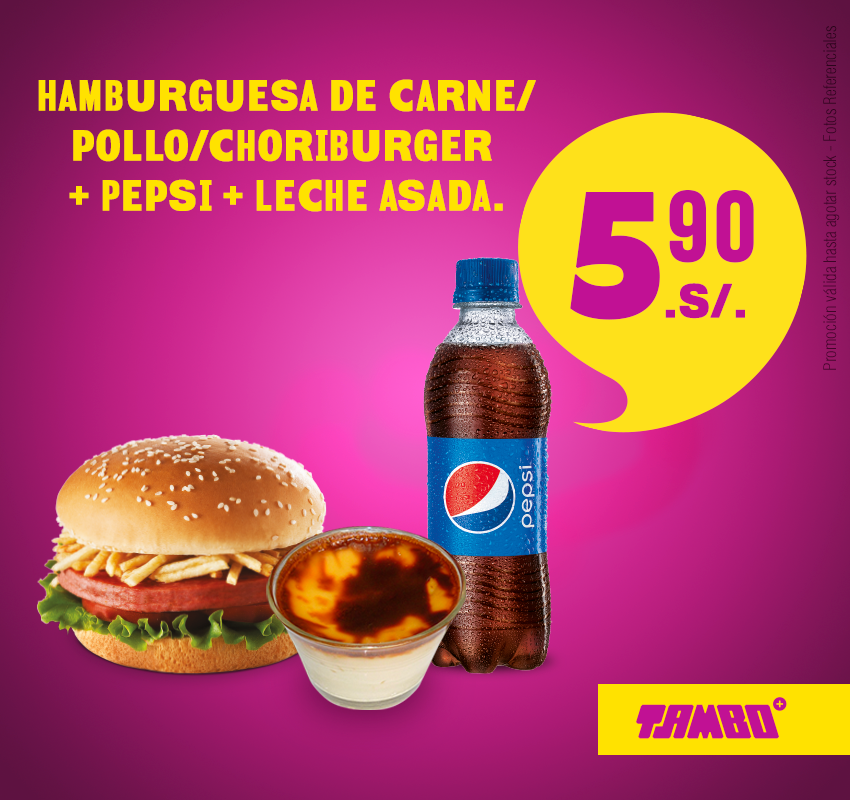 HAMBURGUESA DE CARNE/
POLLO/CHORIBURGER
+ PEPSI + LECHE ASADA.
5.90
S/.
pepsi
TAMBO+
Promoción válida hasta agotar stock - Fotos Referenciales